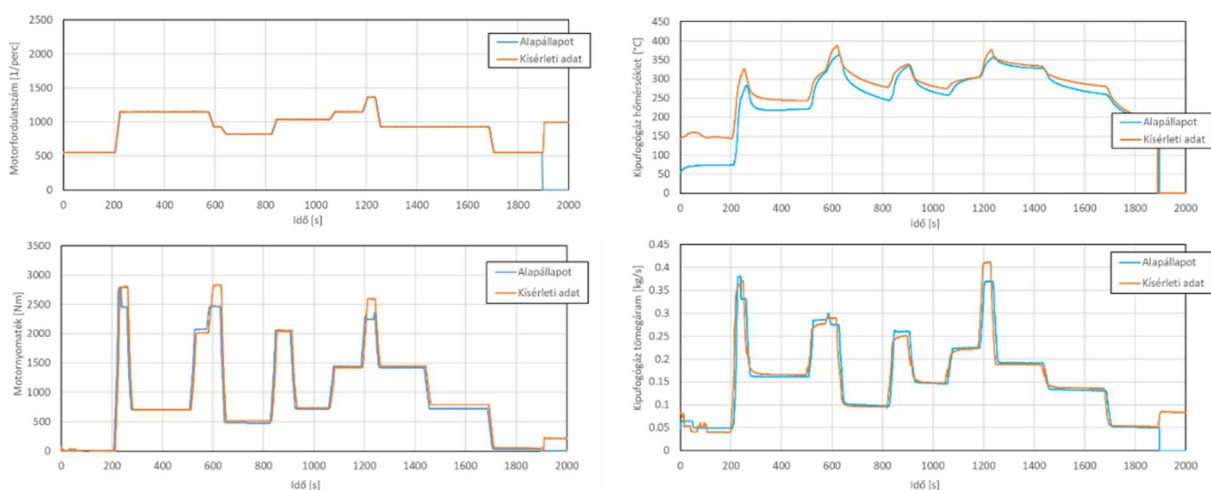 Motorfordulatszám [1/perc]
2500
2000
1500
1000
500
0
0 200 400 600 800 1000 1200 1400 1600 1800 2000
Idő [s]
Alapállapot
Kísérleti adat
Kipufogógáz hőmérséklet [°C]
450
400
350
300
250
200
150
100
50
0
0 200 400 600 800 1000 1200 1400 1600 1800 2000
Idő [s]
Alapállapot
Kísérleti adat
Motornyomaték [Nm]
3500
3000
2500
2000
1500
1000
500
0
0 200 400 600 800 1000 1200 1400 1600 1800 2000
Idő [s]
Alapállapot
Kísérleti adat
Kipufogógáz tömegáram [kg/s]
0.45
0.4
0.35
0.3
0.25
0.2
0.15
0.1
0.05
0
0 200 400 600 800 1000 1200 1400 1600 1800 2000
Idő [s]
Alapállapot
Kísérleti adat